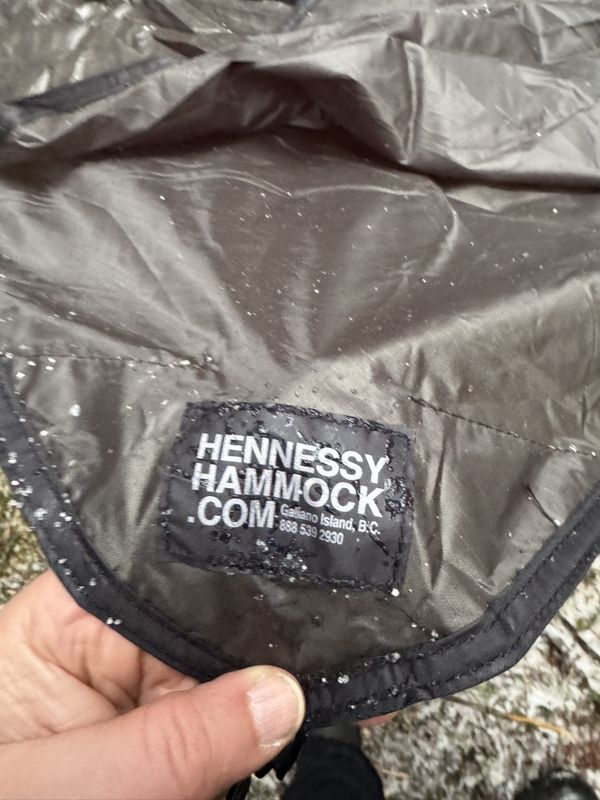 HENNESSY
HAMMOCK
.COM Galiano Island, B.C.
888 539 2930